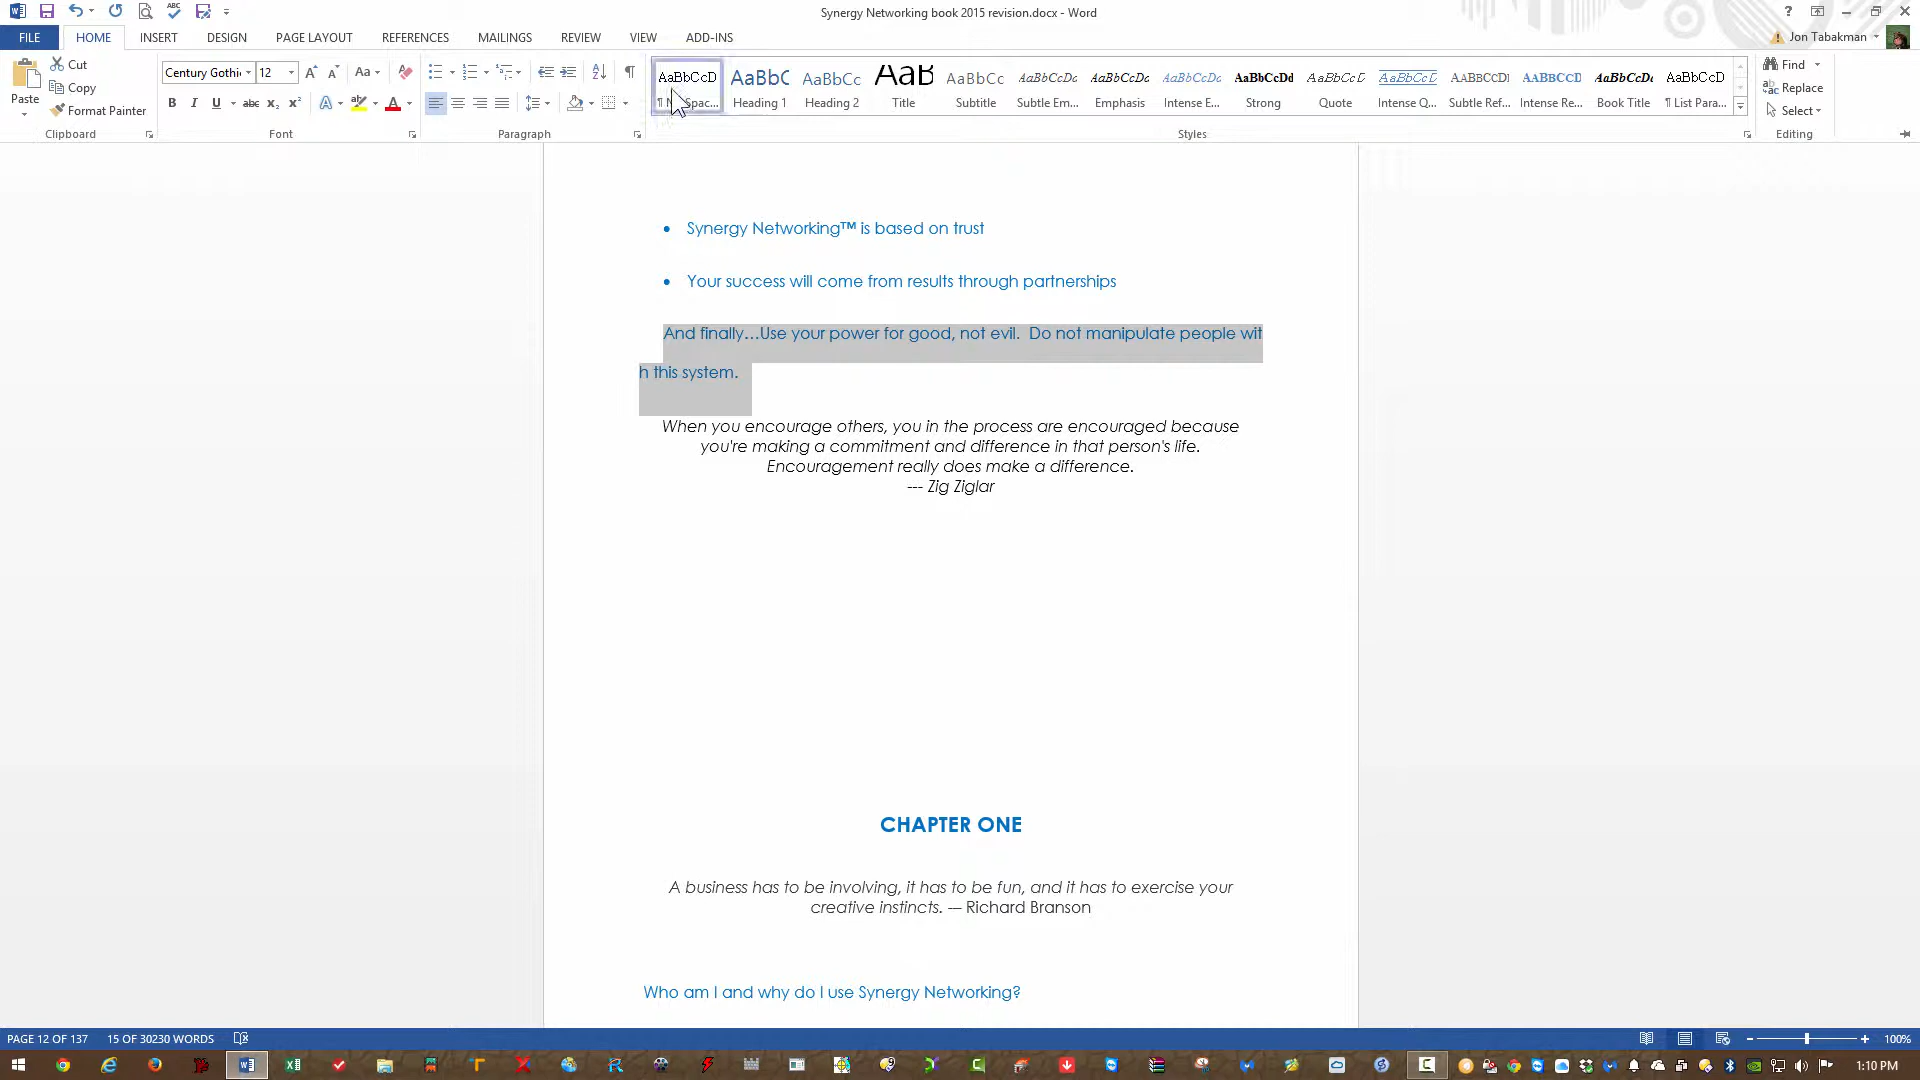 Synergy Networking book 2015 revision.docx - Word
FILE HOME INSERT DESIGN PAGE LAYOUT REFERENCES MAILINGS REVIEW VIEW ADD-INS
Jon Tabakman
Paste
Cut
Copy
Format Painter
Clipboard
Century Gothi 12
Font
Paragraph
AaBbCcD AaBbC AaBbCc AaB AaBbCc AaBbCcDc AaBbCcDc AaBbCcDc AaBbCcDd AaBbCcD AaBbCcD AABBCCDI AABBCCD AaBbCcDc AaBbCcD
Spac... Heading 1 Heading 2 Title Subtitle Subtle Em... Emphasis Intense E... Strong Quote Intense Q... Subtle Ref... Intense Re... Book Title ¶ List Para...
Styles
Find
Replace
Select
Editing
• Synergy Networking™ is based on trust
• Your success will come from results through partnerships
And finally…Use your power for good, not evil.  Do not manipulate people wit
h this system.
When you encourage others, you in the process are encouraged because
you're making a commitment and difference in that person's life.
Encouragement really does make a difference.
--- Zig Ziglar
CHAPTER ONE
A business has to be involving, it has to be fun, and it has to exercise your
creative instincts. --- Richard Branson
Who am I and why do I use Synergy Networking?
PAGE 12 OF 137 15 OF 30230 WORDS
100%
1:10 PM